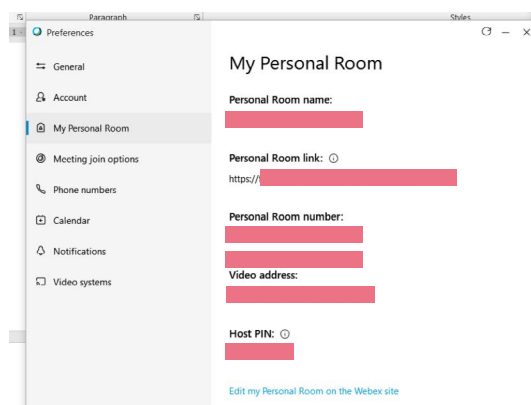 Paragraph
Styles
1
Preferences
General
Account
My Personal Room
Meeting join options
Phone numbers
Calendar
Notifications
Video systems
My Personal Room
Personal Room name:
Personal Room link:
https://
Personal Room number:
Video address:
Host PIN:
Edit my Personal Room on the Webex site